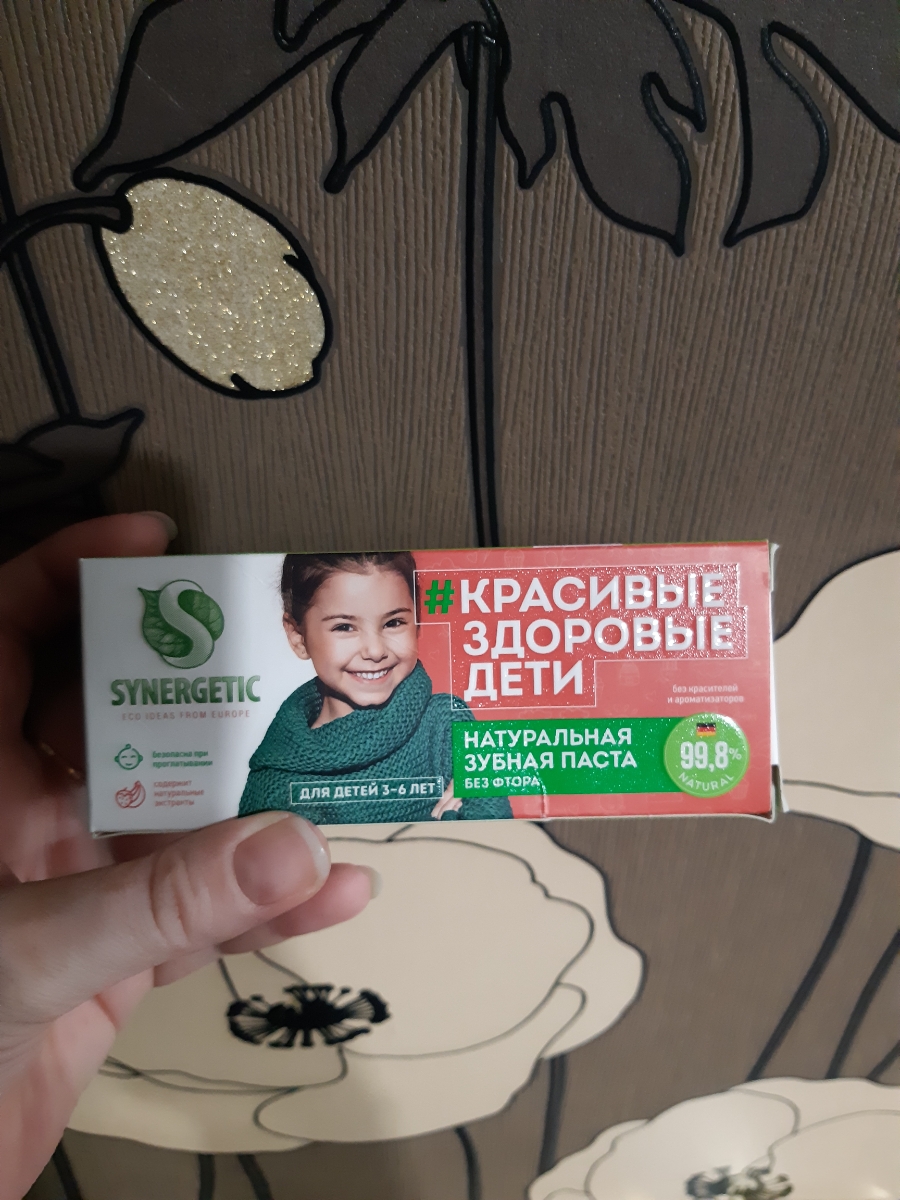 SYNERGETIC
ECO IDEAS FROM EUROPE
безопасна при
проглатывании
содержит
натуральные
экстракты
ДЛЯ ДЕТЕЙ 3-6 ЛЕТ
#КРАСИВЫЕ
ЗДОРОВЫЕ
ДЕТИ
без красителей
и ароматизаторов
НАТУРАЛЬНАЯ
ЗУБНАЯ ПАСТА
БЕЗ ФТОРА
99,8%
NATURAL